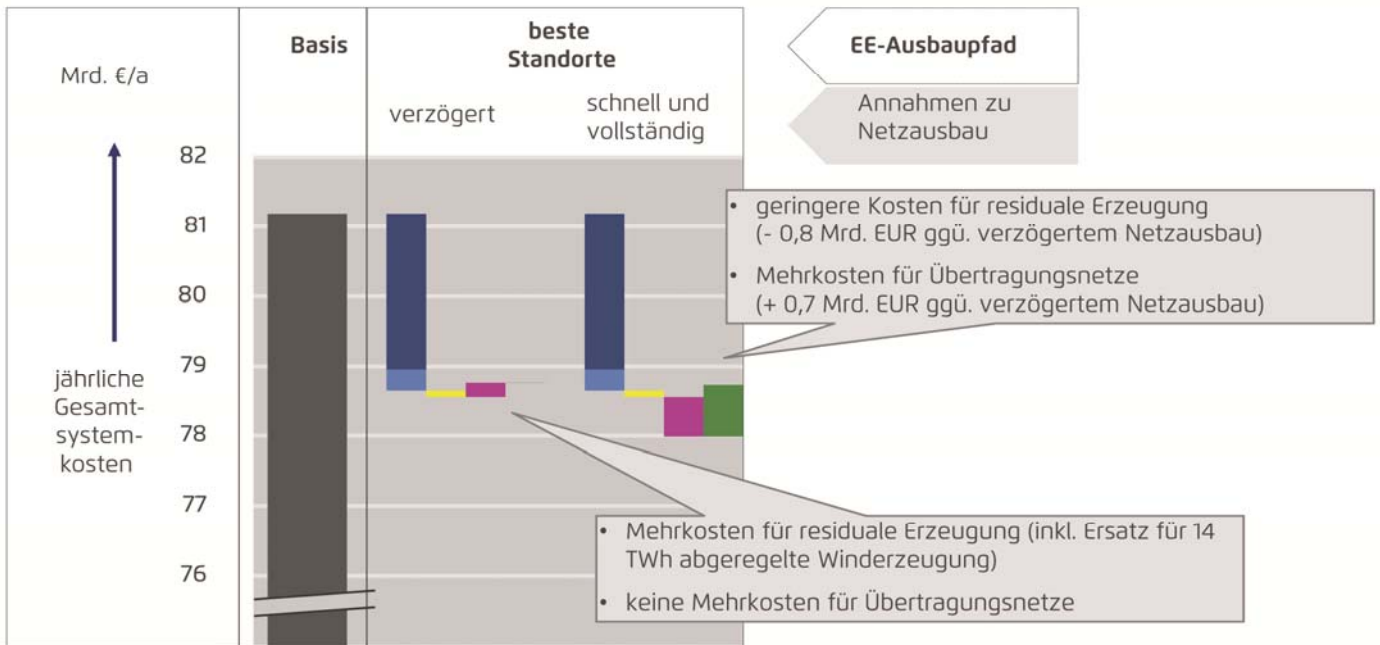 Mrd. €/a
Basis
beste
Standorte
EE-Ausbaupfad
verzögert
schnell und
vollständig
Annahmen zu
Netzausbau
82
81
80
79
78
77
76
jährliche
Gesamt-
system-
kosten
• geringere Kosten für residuale Erzeugung
(- 0,8 Mrd. EUR ggü. verzögertem Netzausbau)
• Mehrkosten für Übertragungsnetze
(+ 0,7 Mrd. EUR ggü. verzögertem Netzausbau)
• Mehrkosten für residuale Erzeugung (inkl. Ersatz für 14
TWh abgeregelte Winderzeugung)
• keine Mehrkosten für Übertragungsnetze